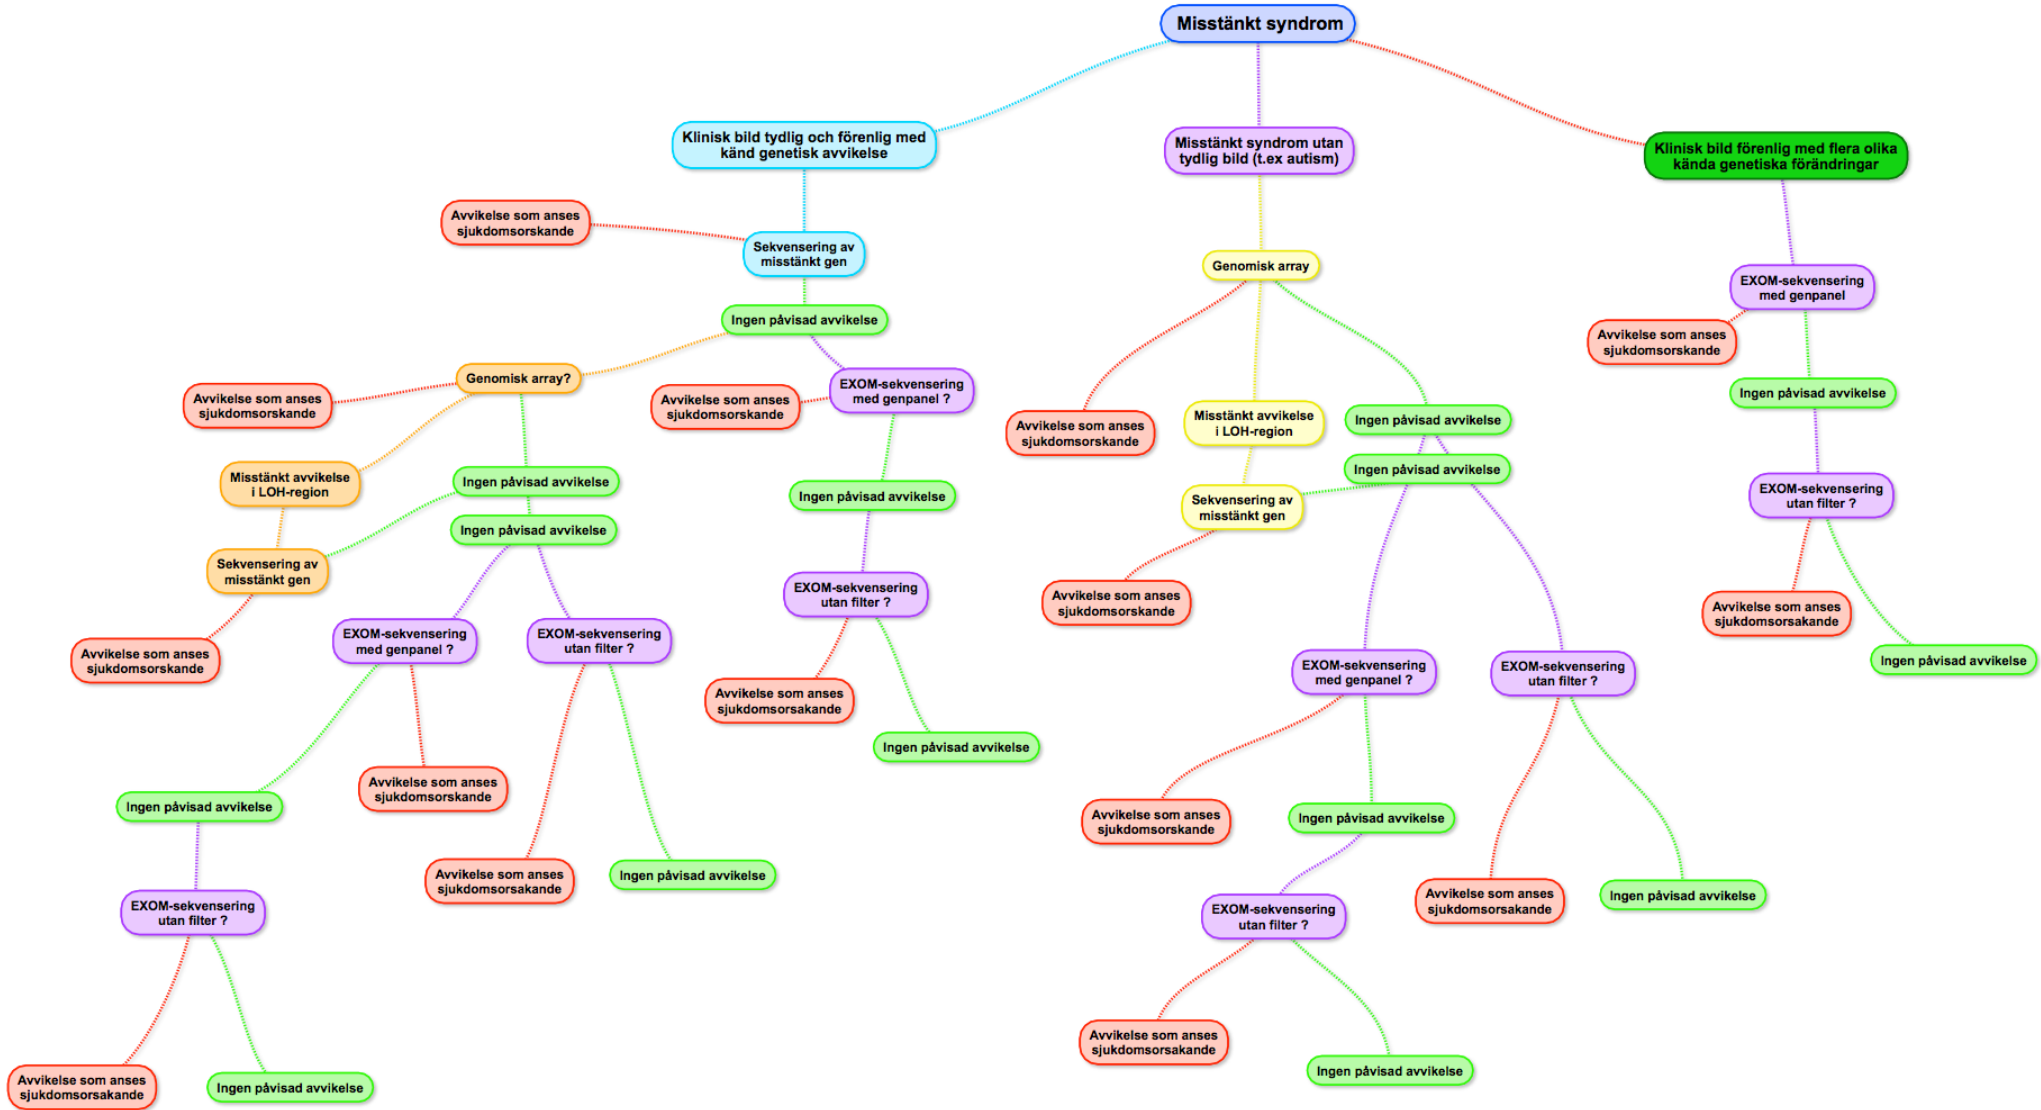 Misstänkt syndrom
Klinisk bild tydlig och förenlig med
känd genetisk avvikelse
Misstänkt syndrom utan
tydlig bild (t.ex autism)
Klinisk bild förenlig med flera olika
kända genetiska förändringar
Avvikelse som anses
sjukdomsorskande
Sekvensering av
misstänkt gen
Ingen påvisad avvikelse
Genomisk array?
Avvikelse som anses
sjukdomsorskande
EXOM-sekvensering
med genpanel ?
Avvikelse som anses
sjukdomsorskande
Misstänkt avvikelse
i LOH-region
Ingen påvisad avvikelse
Ingen påvisad avvikelse
Ingen påvisad avvikelse
Sekvensering av
misstänkt gen
EXOM-sekvensering
utan filter ?
Avvikelse som anses
sjukdomsorskande
EXOM-sekvensering
med genpanel ?
EXOM-sekvensering
utan filter ?
Avvikelse som anses
sjukdomsorsakande
Ingen påvisad avvikelse
Avvikelse som anses
sjukdomsorskande
Ingen påvisad avvikelse
Avvikelse som anses
sjukdomsorsakande
Ingen påvisad avvikelse
EXOM-sekvensering
utan filter ?
Avvikelse som anses
sjukdomsorsakande
Ingen påvisad avvikelse
Genomisk array
Avvikelse som anses
sjukdomsorskande
Misstänkt avvikelse
i LOH-region
Ingen påvisad avvikelse
Ingen påvisad avvikelse
Sekvensering av
misstänkt gen
Avvikelse som anses
sjukdomsorskande
EXOM-sekvensering
med genpanel ?
EXOM-sekvensering
utan filter ?
Avvikelse som anses
sjukdomsorskande
Ingen påvisad avvikelse
Avvikelse som anses
sjukdomsorsakande
Ingen påvisad avvikelse
EXOM-sekvensering
utan filter ?
Avvikelse som anses
sjukdomsorsakande
Ingen påvisad avvikelse
EXOM-sekvensering
med genpanel
Avvikelse som anses
sjukdomsorskande
Ingen påvisad avvikelse
EXOM-sekvensering
utan filter ?
Avvikelse som anses
sjukdomsorsakande
Ingen påvisad avvikelse